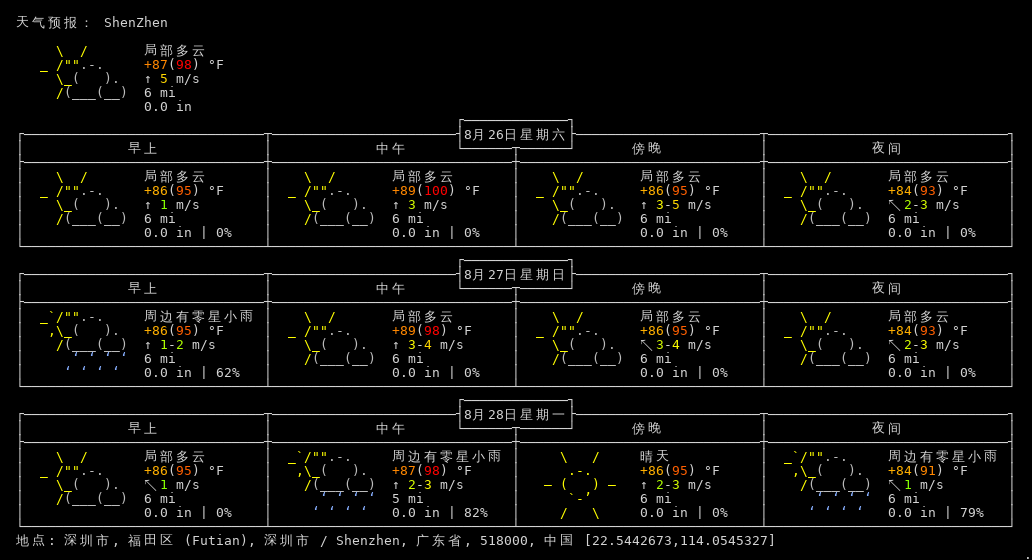 天气预报： ShenZhen
局部多云
+87(98) °F
↑ 5 m/s
6 mi
0.0 in
8月26日星期六
早上 中午 傍晚 夜间
局部多云 局部多云 局部多云 局部多云
+86(95) °F +89(100) °F +86(95) °F +84(93) °F
↑ 1 m/s ↑ 3 m/s ↑ 3-5 m/s ↖ 2-3 m/s
6 mi 6 mi 6 mi 6 mi
0.0 in | 0% 0.0 in | 0% 0.0 in | 0% 0.0 in | 0%
8月27日星期日
早上 中午 傍晚 夜间
周边有零星小雨 局部多云 局部多云 局部多云
+86(95) °F +89(98) °F +86(95) °F +84(93) °F
↑ 1-2 m/s ↑ 3-4 m/s ↖ 3-4 m/s ↖ 2-3 m/s
6 mi 6 mi 6 mi 6 mi
0.0 in | 62% 0.0 in | 0% 0.0 in | 0% 0.0 in | 0%
8月28日星期一
早上 中午 傍晚 夜间
局部多云 周边有零星小雨 晴天 周边有零星小雨
+86(95) °F +87(98) °F +86(95) °F +84(91) °F
↖ 1 m/s ↑ 2-3 m/s ↑ 2-3 m/s ↖ 1 m/s
6 mi 5 mi 6 mi 6 mi
0.0 in | 0% 0.0 in | 82% 0.0 in | 0% 0.0 in | 79%
地点: 深圳市, 福田区 (Futian), 深圳市 / Shenzhen, 广东省, 518000, 中国 [22.5442673,114.0545327]